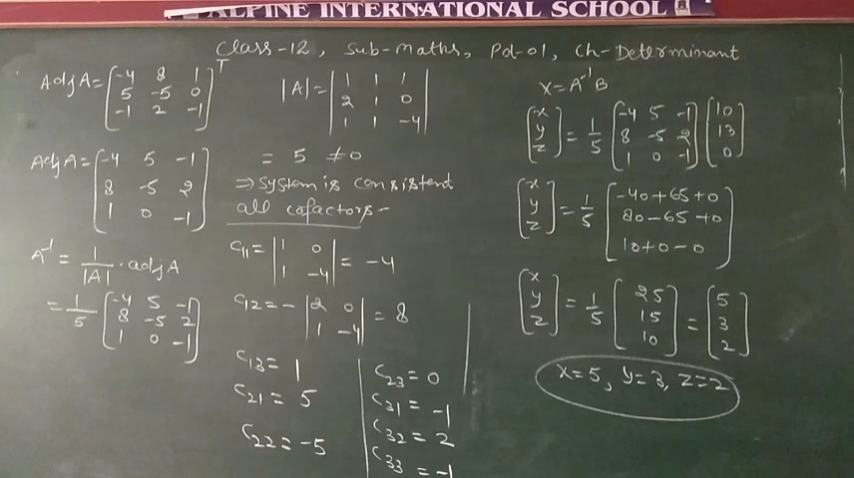 ALPINE INTERNATIONAL SCHOOL
Class-12, Sub-Maths, Pd-01, Ch-Determinant
Adj A = [-4 8 1
5 -5 0
-1 2 -1]ᵀ
Adj A = [-4 5 -1
8 -5 2
1 0 -1]
A⁻¹ = 1/|A| . adj A
= 1/5 [-4 5 -1
8 -5 2
1 0 -1]
|A| = |1 1 1
2 1 0
1 1 -4|
= 5 ≠ 0
⇒ System is consistend
all cofactors -
C11 = |1 0
1 -4| = -4
C12 = - |2 0
1 -4| = 8
C13 = 1
C21 = 5
C22 = -5
C23 = 0
C31 = -1
C32 = 2
C33 = -1
X = A⁻¹B
[x
y
z] = 1/5 [-4 5 -1
8 -5 2
1 0 -1] [10
13
0]
[x
y
z] = 1/5 [-40+65+0
80-65+0
10+0-0]
[x
y
z] = 1/5 [25
15
10] = [5
3
2]
x=5, y=3, z=2